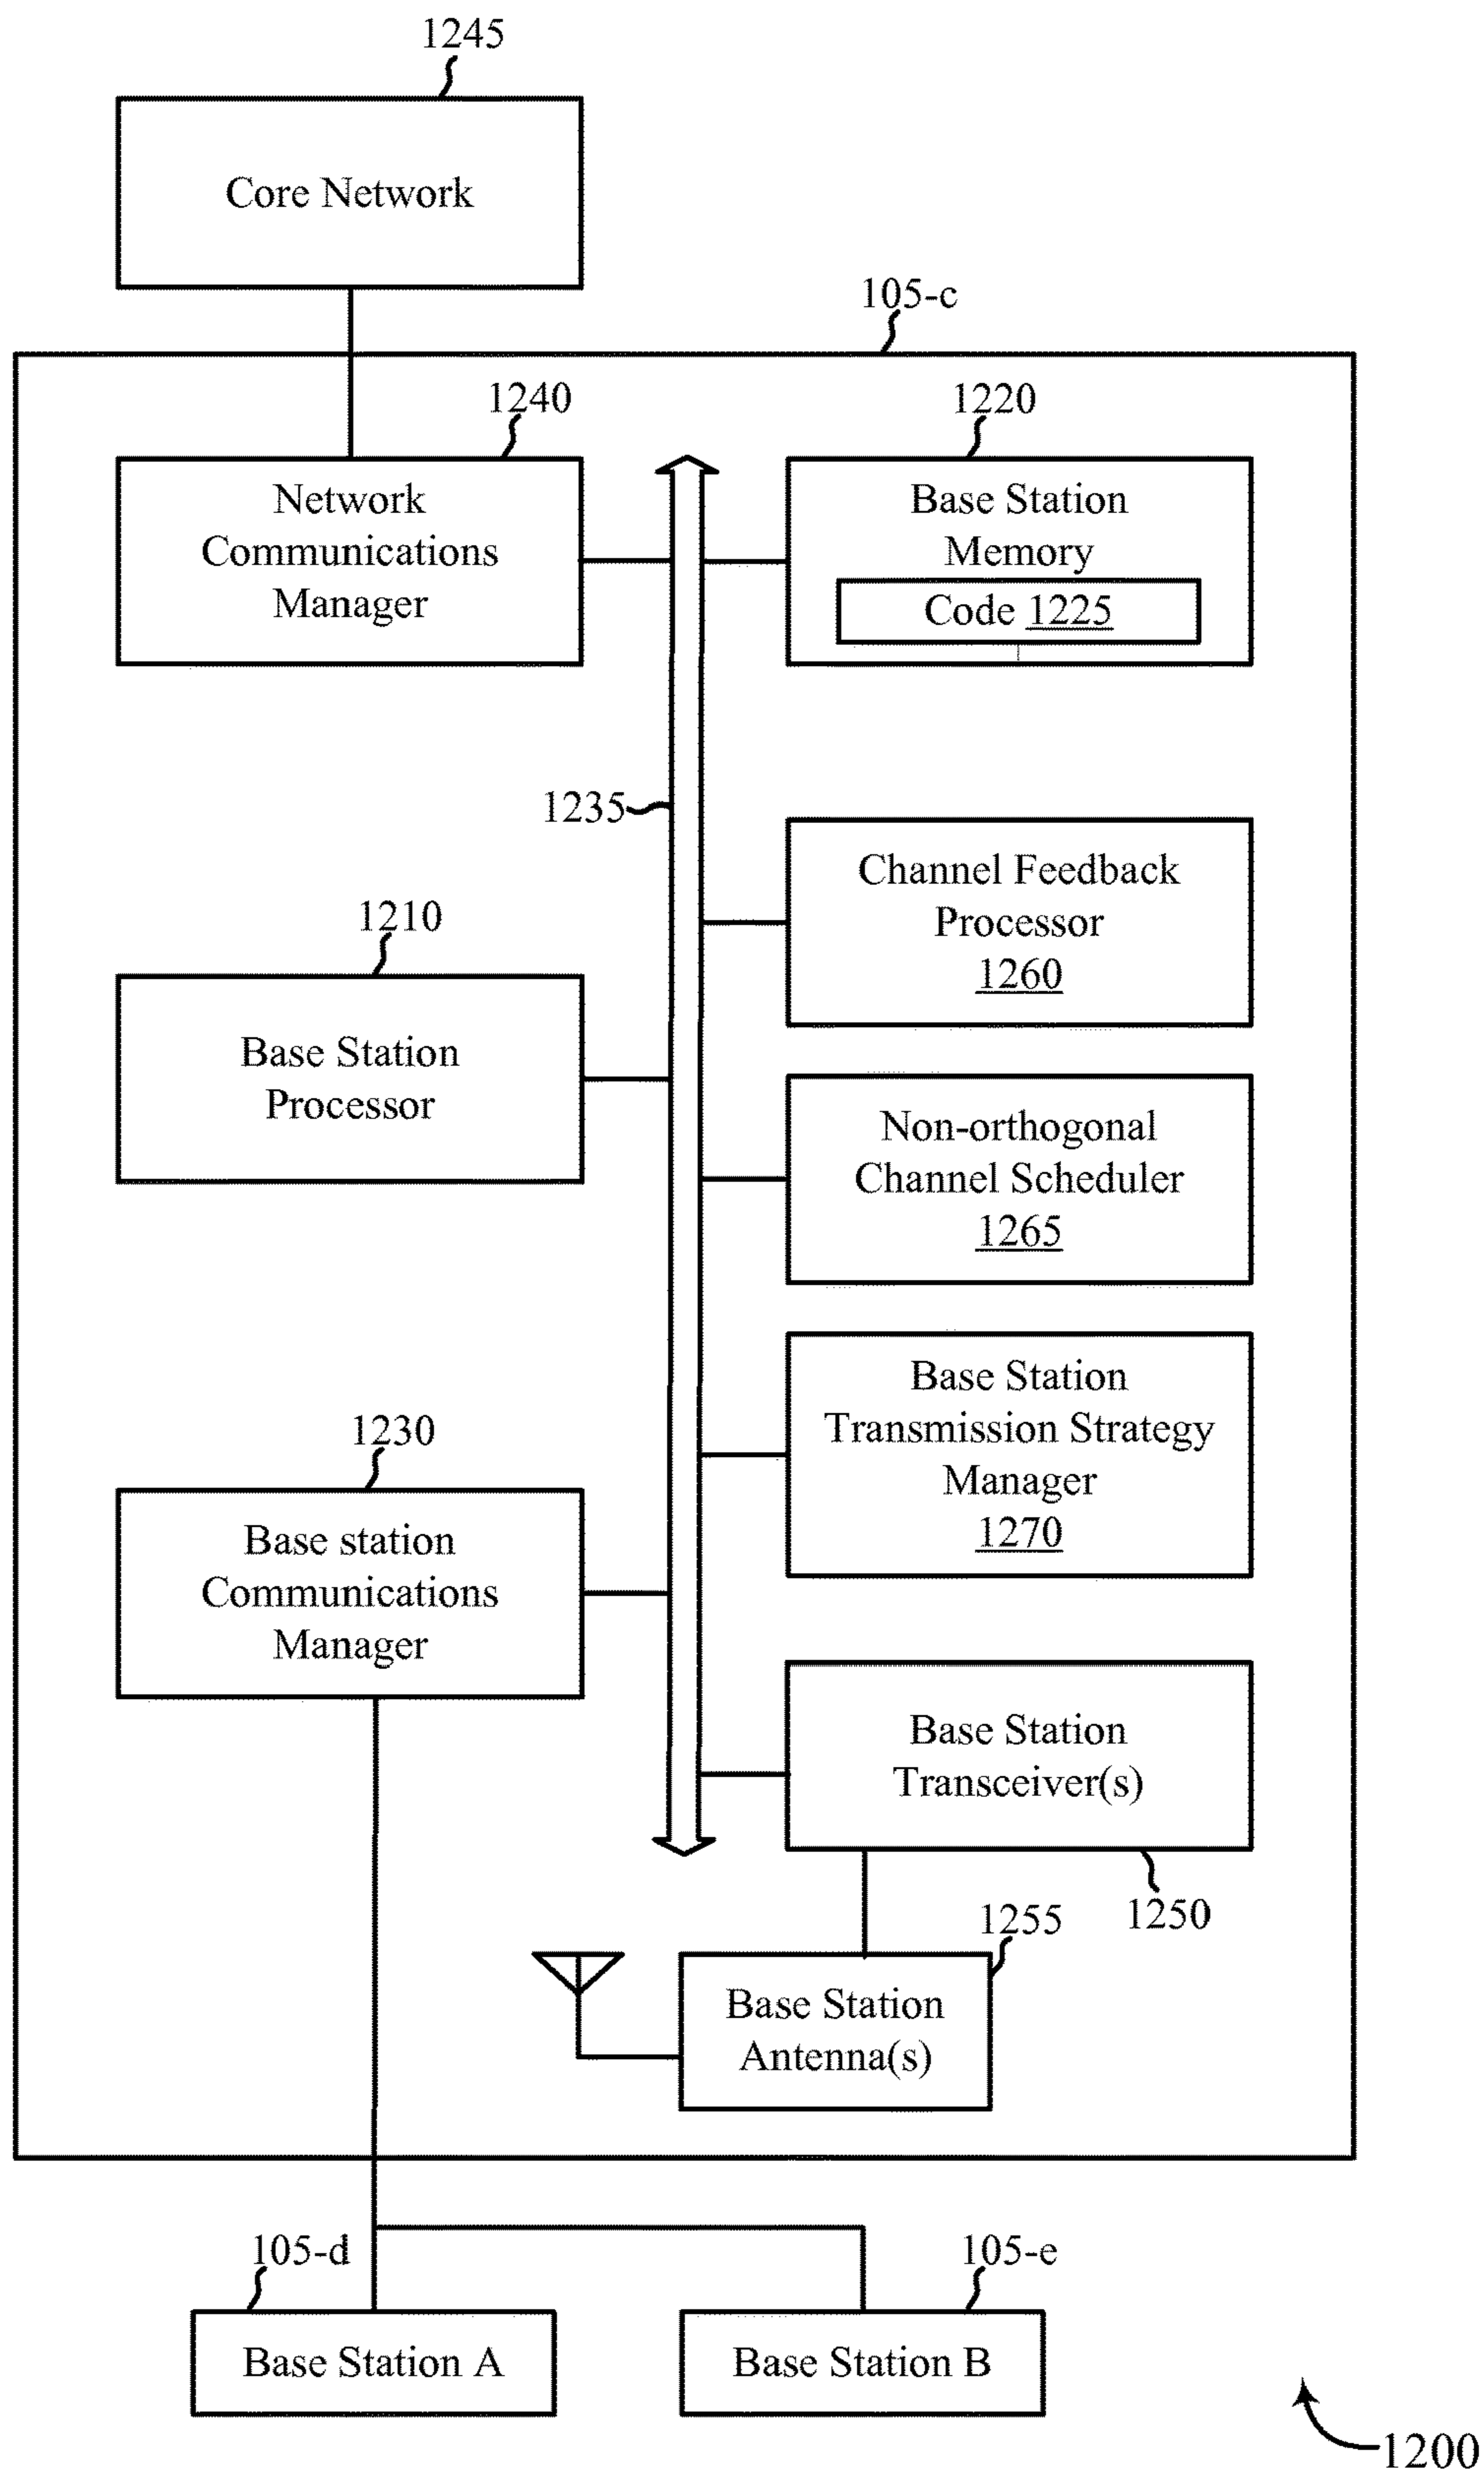 1245
Core Network
105-c
1240
1220
Network
Communications
Manager
Base Station
Memory
Code 1225
1235
Channel Feedback
Processor
1260
1210
Base Station
Processor
Non-orthogonal
Channel Scheduler
1265
Base Station
Transmission Strategy
Manager
1270
1230
Base station
Communications
Manager
Base Station
Transceiver(s)
1250
1255
Base Station
Antenna(s)
105-d
105-e
Base Station A
Base Station B
1200